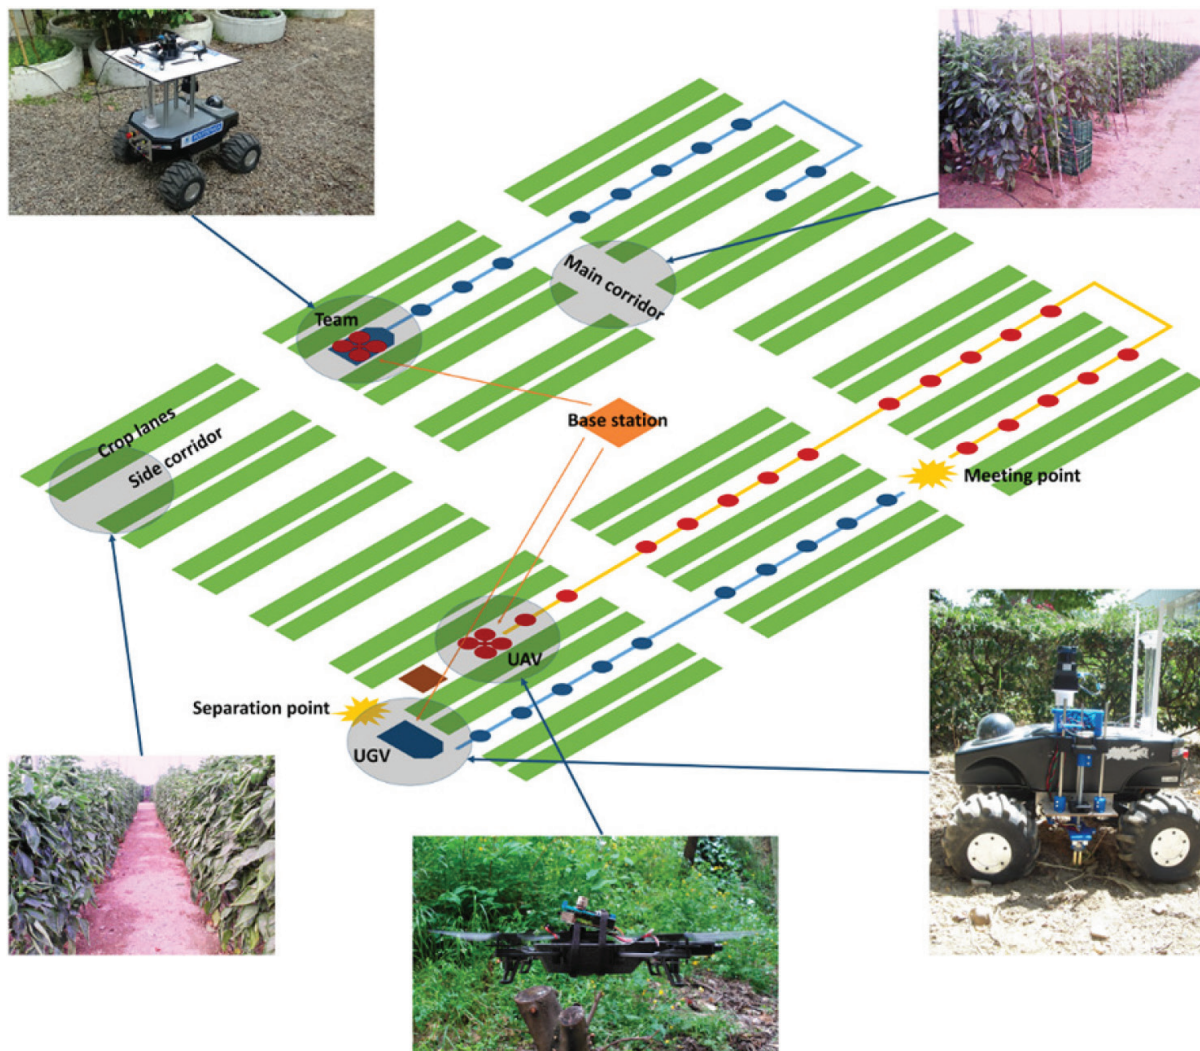 Main corridor
Team
Base station
Crop lanes
Side corridor
Meeting point
UAV
Separation point
UGV